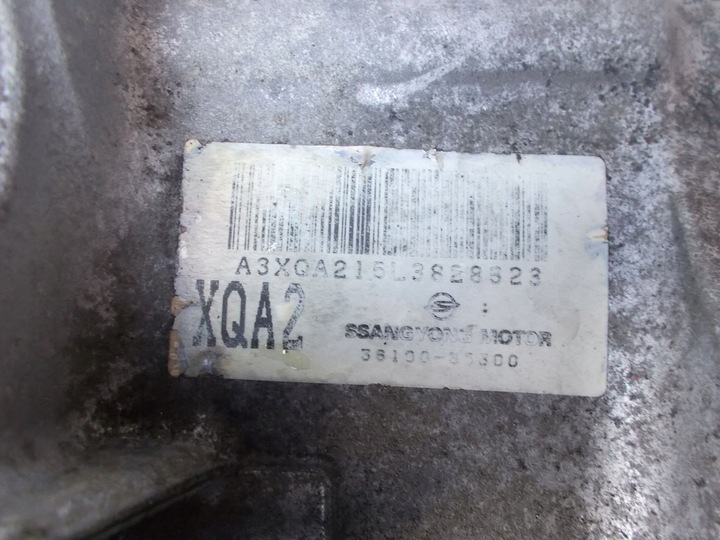 A3XQA215L3828623
XQA2
:
SSANGYONG MOTOR
36100-35300